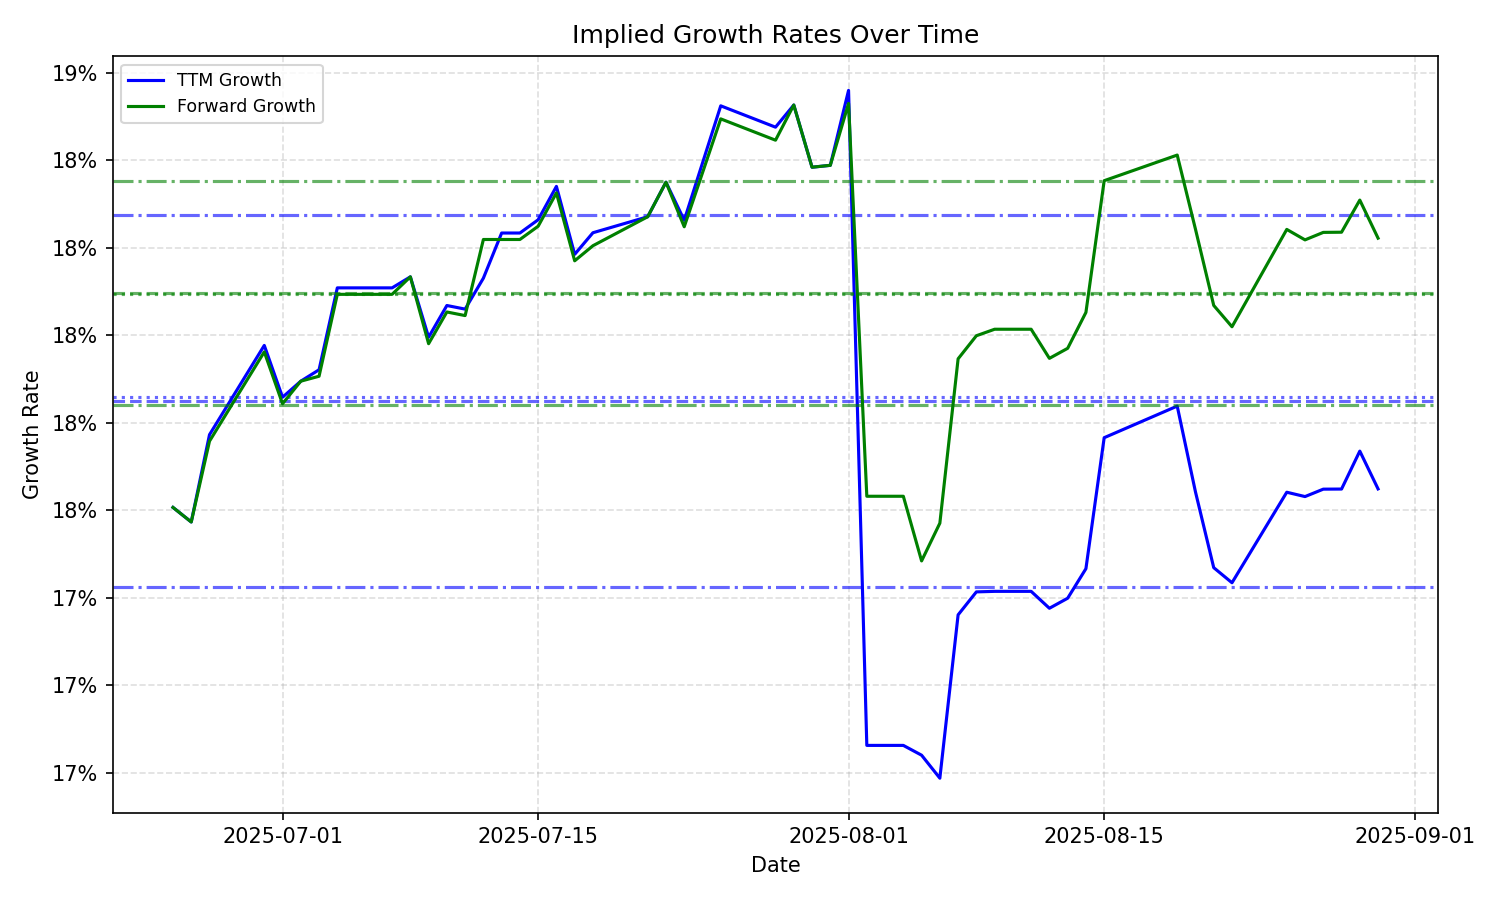 Implied Growth Rates Over Time
TTM Growth
Forward Growth
Growth Rate
19%
18%
18%
18%
18%
18%
17%
17%
17%
2025-07-01
2025-07-15
2025-08-01
2025-08-15
2025-09-01
Date